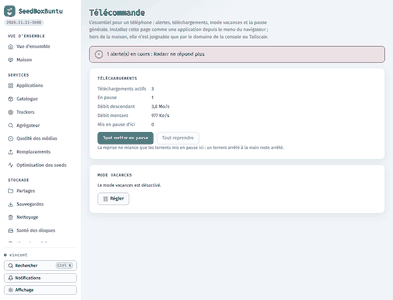 SeedBoxBuntu
2026.11.21-3080
VUE D'ENSEMBLE
Vue d'ensemble
Maison
SERVICES
Applications
Catalogue
Trackers
Agrégateur
Qualité des médias
Remplacements
Optimisation des seeds
STOCKAGE
Partages
Sauvegardes
Nettoyage
Santé des disques
vincent
Rechercher Ctrl K
Notifications
Affichage
Télécommande
L'essentiel pour un téléphone : alertes, téléchargements, mode vacances et la pause
générale. Installez cette page comme une application depuis le menu du navigateur ;
hors de la maison, elle n'est joignable que par le domaine de la console ou Tailscale.
1 alerte(s) en cours : Radarr ne répond plus
TÉLÉCHARGEMENTS
Téléchargements actifs 3
En pause 1
Débit descendant 3,8 Mo/s
Débit montant 977 Ko/s
Mis en pause d'ici 0
Tout mettre en pause Tout reprendre
La reprise ne relance que les torrents mis en pause ici : un torrent arrêté à la main reste arrêté.
MODE VACANCES
Le mode vacances est désactivé.
Régler